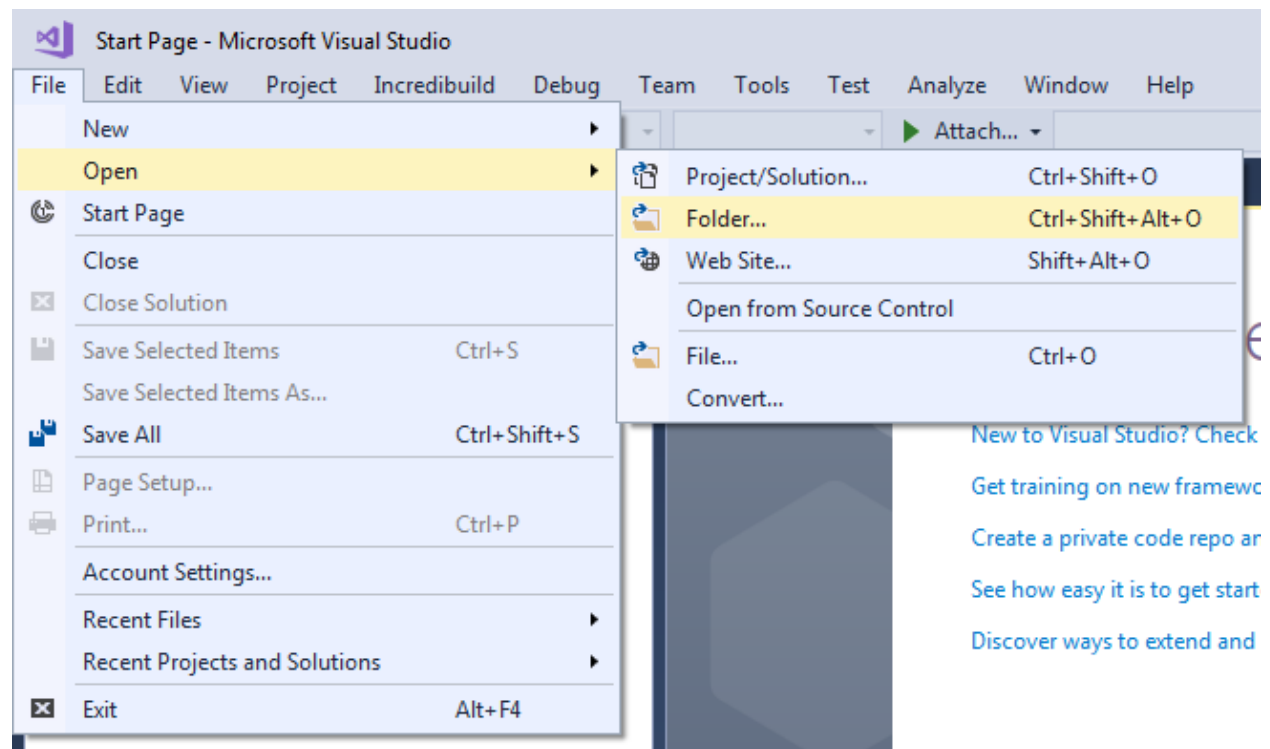 Start Page - Microsoft Visual Studio
File Edit View Project Incredibuild Debug Team Tools Test Analyze Window Help
Attach...
New
Open
Start Page
Close
Close Solution
Save Selected Items Ctrl+S
Save Selected Items As...
Save All Ctrl+Shift+S
Page Setup...
Print... Ctrl+P
Account Settings...
Recent Files
Recent Projects and Solutions
Exit Alt+F4
Project/Solution... Ctrl+Shift+O
Folder... Ctrl+Shift+Alt+O
Web Site... Shift+Alt+O
Open from Source Control
File... Ctrl+O
Convert...
New to Visual Studio? Check
Get training on new
Create a private code repo
See how easy it is to get
Discover ways to extend and